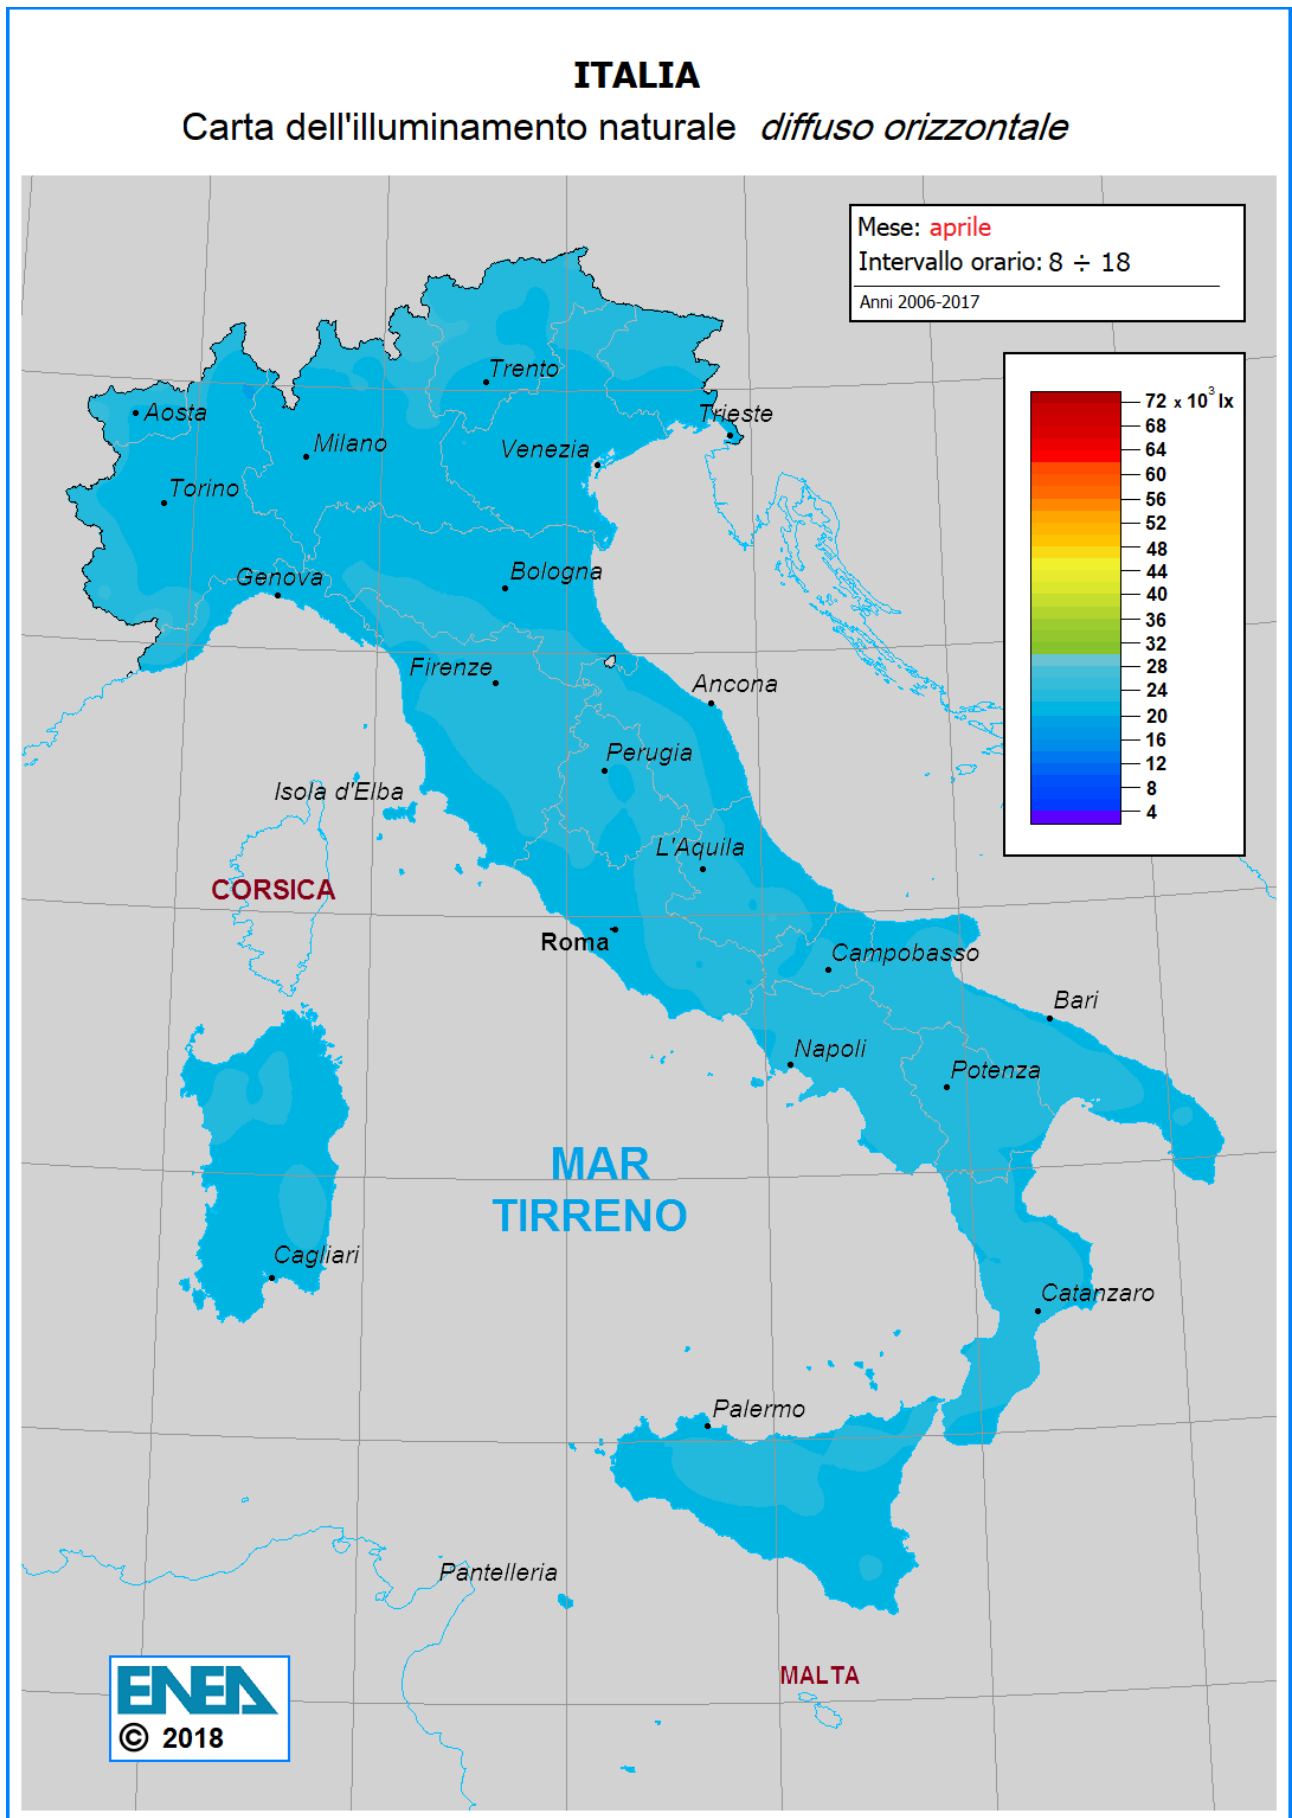 ITALIA
Carta dell'illuminamento naturale diffuso orizzontale
Mese: aprile
Intervallo orario: 8 ÷ 18
Anni 2006-2017
72 x 10³ lx
68
64
60
56
52
48
44
40
36
32
28
24
20
16
12
8
4
Trento
Aosta
Trieste
Milano
Venezia
Torino
Genova
Bologna
Firenze
Ancona
Perugia
Isola d'Elba
L'Aquila
CORSICA
Roma
Campobasso
Bari
Napoli
Potenza
MAR
TIRRENO
Cagliari
Catanzaro
Palermo
Pantelleria
MALTA
ENEA
© 2018